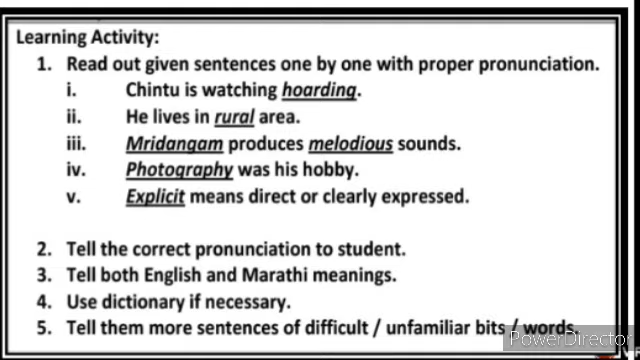 Learning Activity:
1. Read out given sentences one by one with proper pronunciation.
i. Chintu is watching hoarding.
ii. He lives in rural area.
iii. Mridangam produces melodious sounds.
iv. Photography was his hobby.
v. Explicit means direct or clearly expressed.
2. Tell the correct pronunciation to student.
3. Tell both English and Marathi meanings.
4. Use dictionary if necessary.
5. Tell them more sentences of difficult / unfamiliar bits / words.
PowerDirector